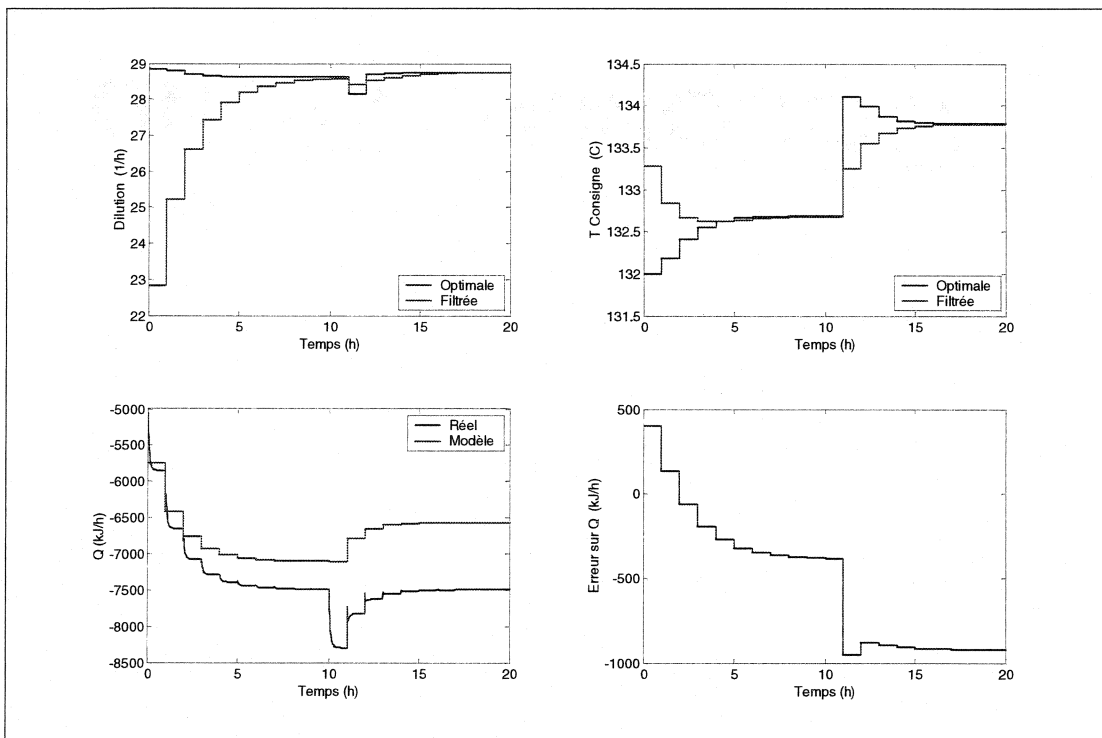 29
28
27
26
25
24
23
22
Dilution (1/h)
Optimale
Filtrée
0 5 10 15 20
Temps (h)
134.5
134
133.5
133
132.5
132
131.5
T Consigne (C)
Optimale
Filtrée
0 5 10 15 20
Temps (h)
-5000
-5500
-6000
-6500
-7000
-7500
-8000
-8500
Q (kJ/h)
Réel
Modèle
0 5 10 15 20
Temps (h)
500
0
-500
-1000
Erreur sur Q (kJ/h)
0 5 10 15 20
Temps (h)